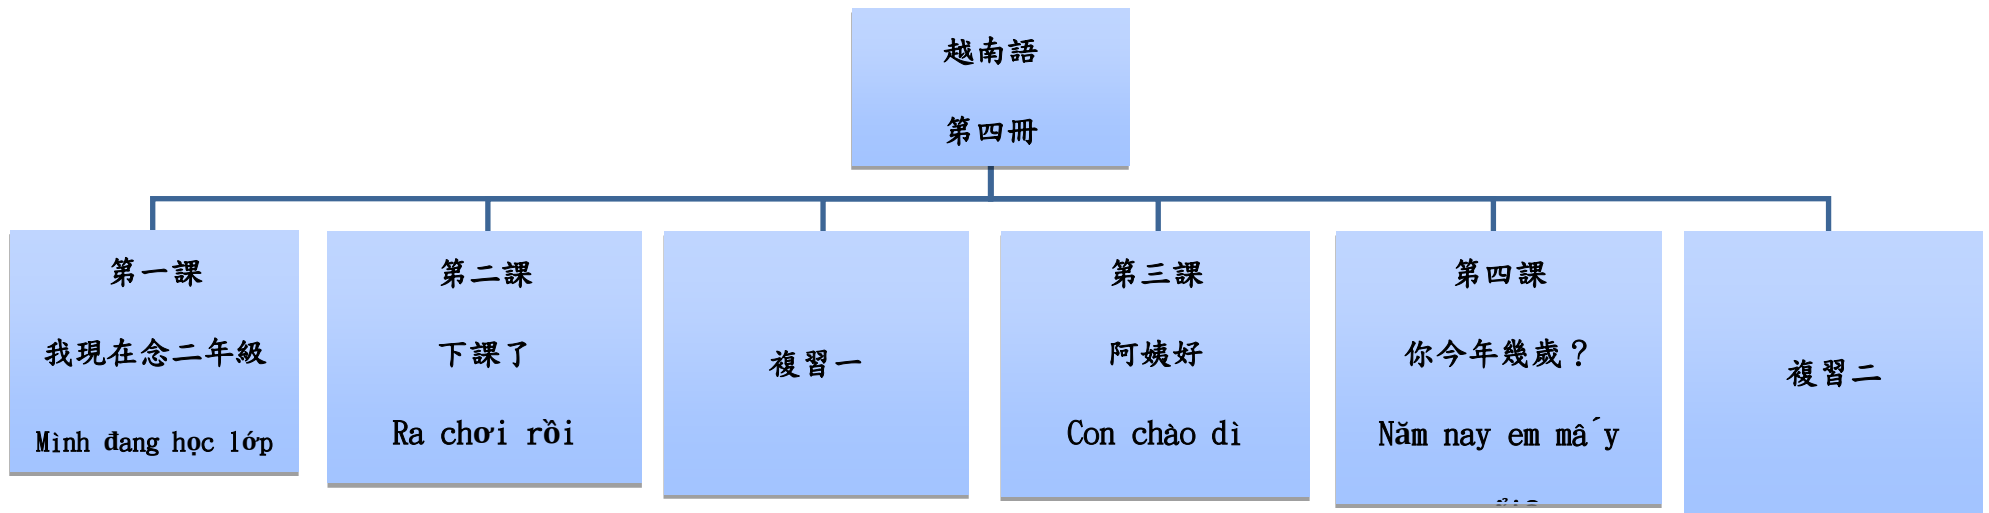 越南語
第四冊
第一課
我現在念二年級
Mình đang học lớp
第二課
下課了
Ra chơi rồi
複習一
第三課
阿姨好
Con chào dì
第四課
你今年幾歲？
Năm nay em mấy
複習二